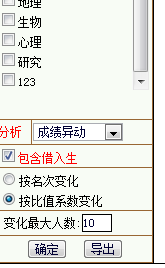 地理
生物
心理
研究
123
分析 成绩异动
包含借入生
按名次变化
按比值系数变化
变化最大人数:10
确定 导出